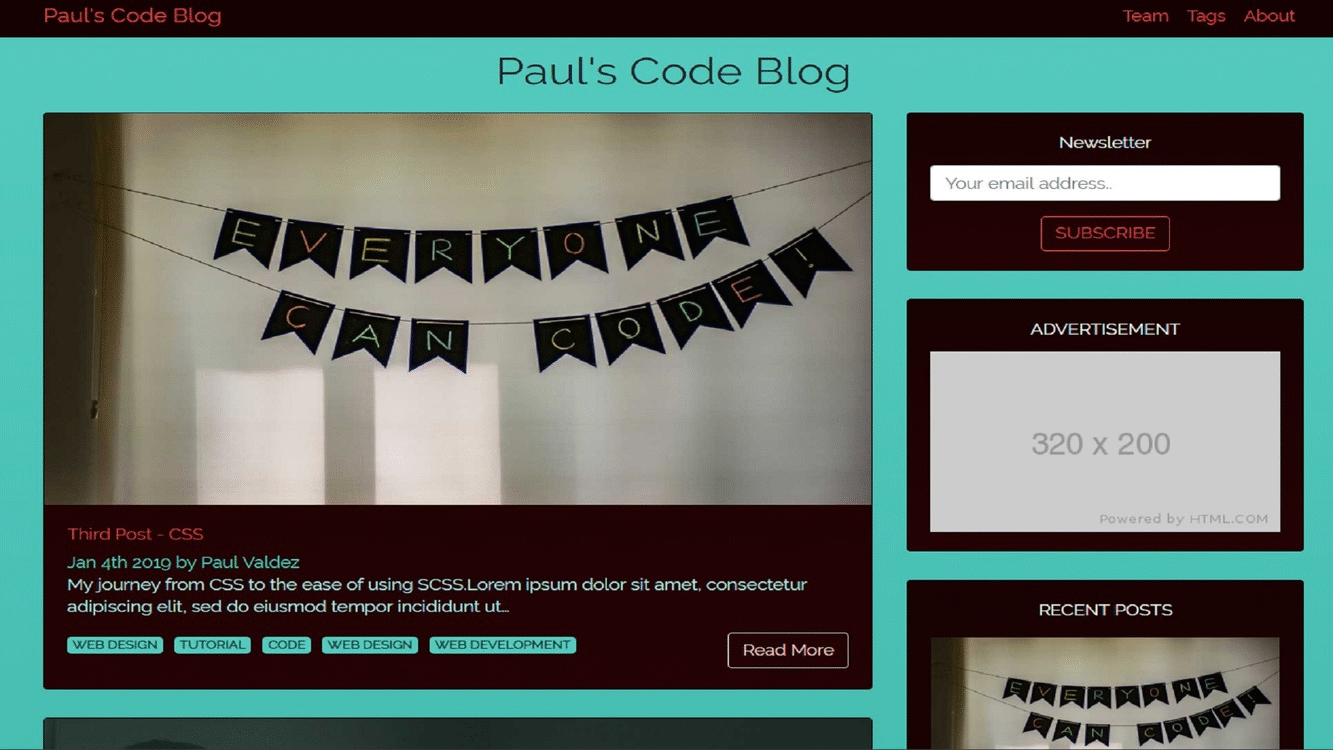 Paul's Code Blog
Team Tags About
Paul's Code Blog
EVERYONE
CAN CODE!
Third Post - CSS
Jan 4th 2019 by Paul Valdez
My journey from CSS to the ease of using SCSS.Lorem ipsum dolor sit amet, consectetur
adipiscing elit, sed do eiusmod tempor incididunt ut...
WEB DESIGN TUTORIAL CODE WEB DESIGN WEB DEVELOPMENT
Read More
Newsletter
Your email address..
SUBSCRIBE
ADVERTISEMENT
320 x 200
Powered by HTML.COM
RECENT POSTS
EVERYONE
CAN CODE!